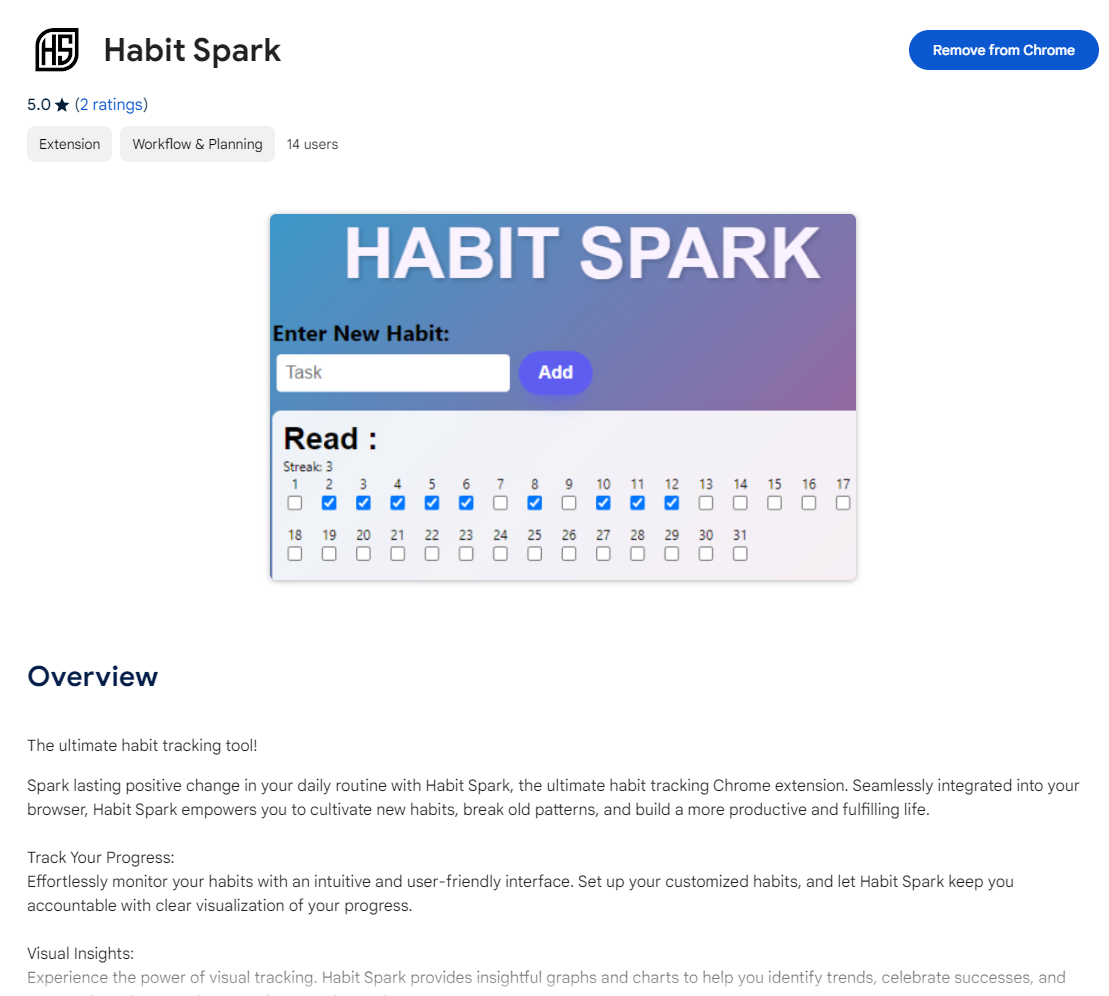 HS
Habit Spark
Remove from Chrome
5.0 ★ (2 ratings)
Extension
Workflow & Planning
14 users
HABIT SPARK
Enter New Habit:
Task
Add
Read :
Streak: 3
1 2 3 4 5 6 7 8 9 10 11 12 13 14 15 16 17
18 19 20 21 22 23 24 25 26 27 28 29 30 31
Overview
The ultimate habit tracking tool!
Spark lasting positive change in your daily routine with Habit Spark, the ultimate habit tracking Chrome extension. Seamlessly integrated into your
browser, Habit Spark empowers you to cultivate new habits, break old patterns, and build a more productive and fulfilling life.
Track Your Progress:
Effortlessly monitor your habits with an intuitive and user-friendly interface. Set up your customized habits, and let Habit Spark keep you
accountable with clear visualization of your progress.
Visual Insights:
Experience the power of visual tracking. Habit Spark provides insightful graphs and charts to help you identify trends, celebrate successes, and